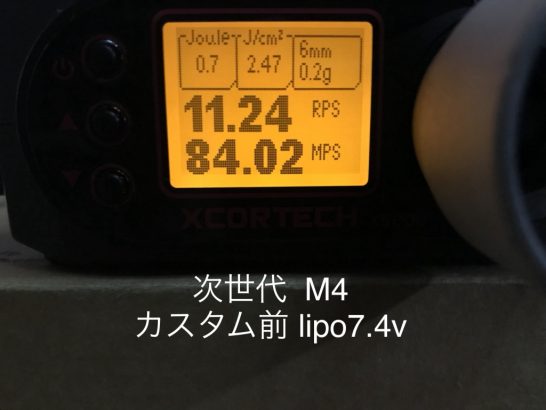 Joule J/cm² 6mm
0.7 2.47 0.2g
11.24 RPS
84.02 MPS
XCORTECH
次世代 M4
カスタム前 lipo7.4v